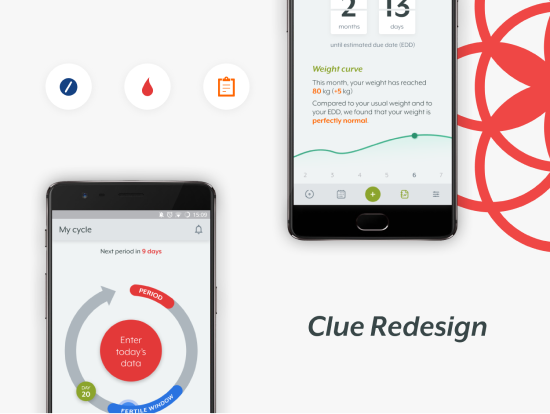 2 13
months days
until estimated due date (EDD)
Weight curve
This month, your weight has reached
80 kg (+5 kg)
Compared to your usual weight and to
your EDD, we found that your weight is
perfectly normal
2 3 4 5 6 7
15:09
My cycle
Next period in 9 days
PERIOD
Enter
today's
data
DAY
20
FERTILE WINDOW
Clue Redesign